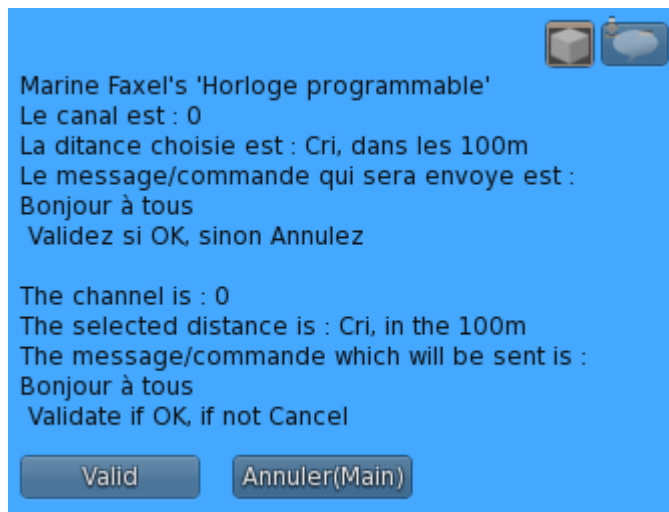 Marine Faxel's 'Horloge programmable'
Le canal est : 0
La ditance choisie est : Cri, dans les 100m
Le message/commande qui sera envoye est :
Bonjour à tous
Validez si OK, sinon Annulez
The channel is : 0
The selected distance is : Cri, in the 100m
The message/commande which will be sent is :
Bonjour à tous
Validate if OK, if not Cancel
Valid
Annuler(Main)